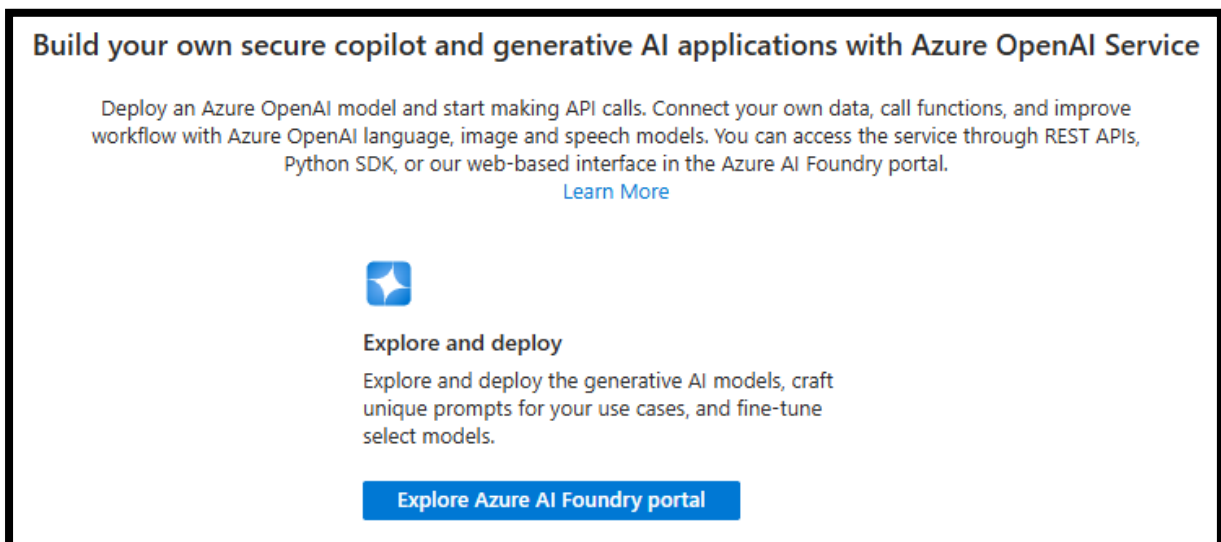 Build your own secure copilot and generative AI applications with Azure OpenAI Service
Deploy an Azure OpenAI model and start making API calls. Connect your own data, call functions, and improve
workflow with Azure OpenAI language, image and speech models. You can access the service through REST APIs,
Python SDK, or our web-based interface in the Azure AI Foundry portal.
Learn More
Explore and deploy
Explore and deploy the generative AI models, craft
unique prompts for your use cases, and fine-tune
select models.
Explore Azure AI Foundry portal